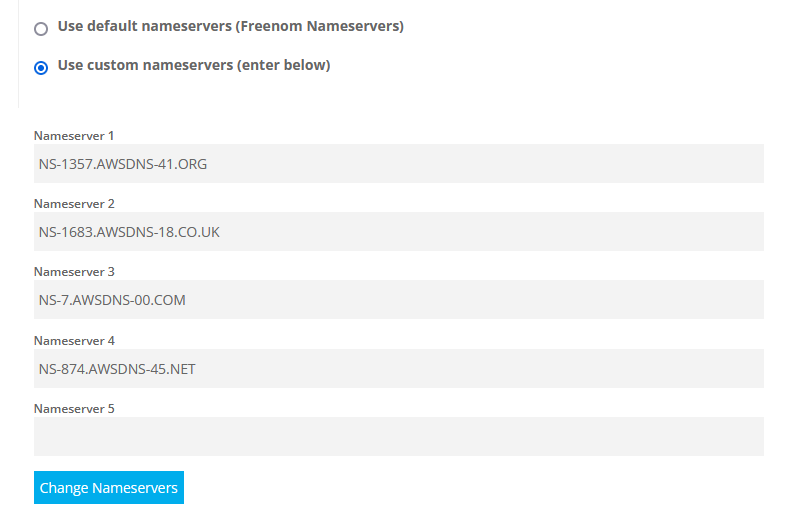 Use default nameservers (Freenom Nameservers)
Use custom nameservers (enter below)
Nameserver 1
NS-1357.AWSDNS-41.ORG
Nameserver 2
NS-1683.AWSDNS-18.CO.UK
Nameserver 3
NS-7.AWSDNS-00.COM
Nameserver 4
NS-874.AWSDNS-45.NET
Nameserver 5
Change Nameservers